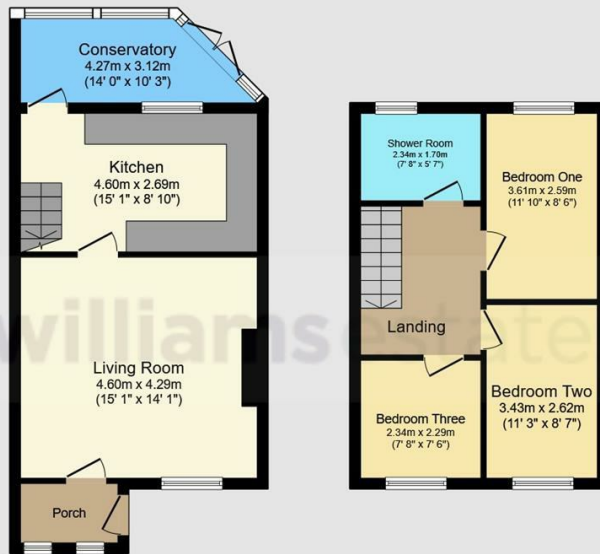 Conservatory
4.27m x 3.12m
(14' 0" x 10' 3")
Kitchen
4.60m x 2.69m
(15' 1" x 8' 10")
Living Room
4.60m x 4.29m
(15' 1" x 14' 1")
Porch
Shower Room
2.34m x 1.70m
(7' 8" x 5' 7")
Bedroom One
3.61m x 2.59m
(11' 10" x 8' 6")
Landing
Bedroom Two
3.43m x 2.62m
(11' 3" x 8' 7")
Bedroom Three
2.34m x 2.29m
(7' 8" x 7' 6")
williamsestate